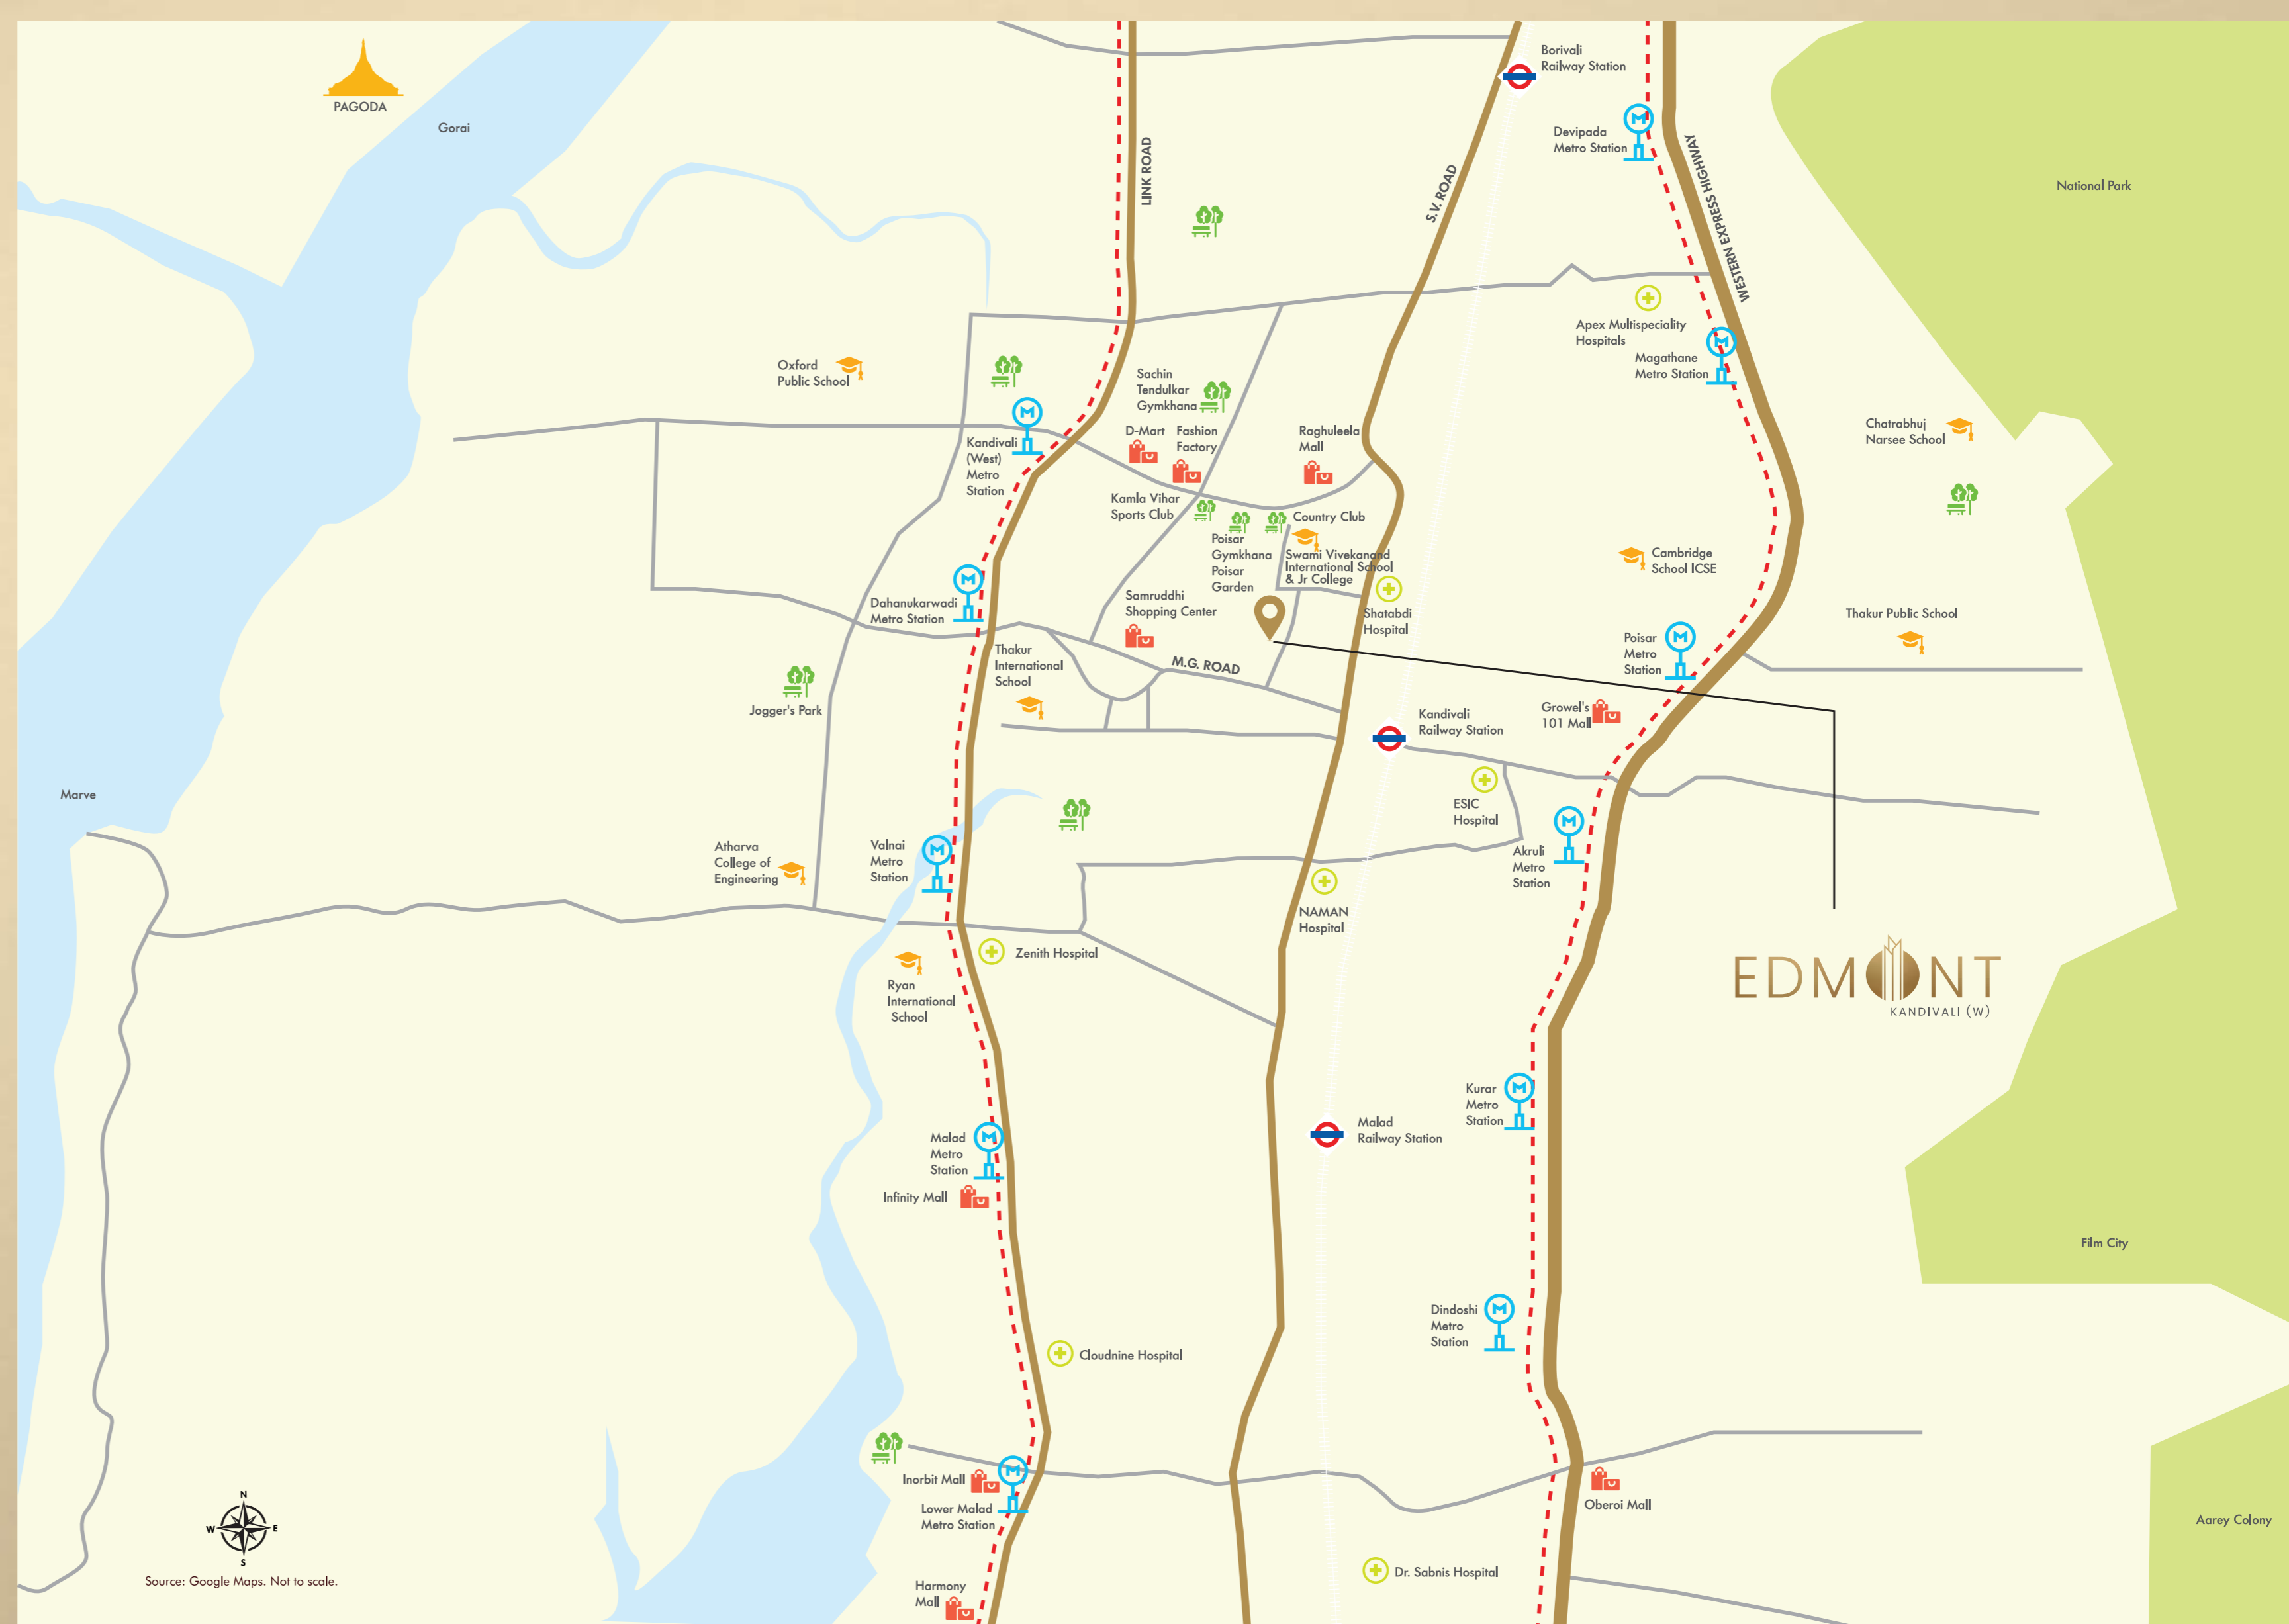 Borivali
Railway Station
PAGODA
Gorai
Devipada
Metro Station
LINK ROAD
S.V. ROAD
WESTERN EXPRESS HIGHWAY
National Park
Apex Multispeciality
Hospitals
Magathane
Metro Station
Oxford
Public School
Sachin
Tendulkar
Gymkhana
D-Mart
Fashion
Factory
Raghuleela
Mall
Chatrabhuj
Narsee School
Kandivali
(West)
Metro
Station
Kamla Vihar
Sports Club
Country Club
Poisar
Gymkhana
Poisar
Garden
Swami Vivekanand
International School
& Jr College
Cambridge
School ICSE
Dahanukarwadi
Metro Station
Samruddhi
Shopping Center
Shatabdi
Hospital
Thakur Public School
Poisar
Metro
Station
Thakur
International
School
M.G. ROAD
Jogger's Park
Growel's
101 Mall
Kandivali
Railway Station
Marve
ESIC
Hospital
Atharva
College of
Engineering
Valnai
Metro
Station
Akruli
Metro
Station
NAMAN
Hospital
Zenith Hospital
EDMONT
KANDIVALI (W)
Ryan
International
School
Kurar
Metro
Station
Malad
Metro
Station
Malad
Railway Station
Infinity Mall
Film City
Dindoshi
Metro
Station
Cloudnine Hospital
Inorbit Mall
Lower Malad
Metro Station
Oberoi Mall
Aarey Colony
N
W
E
S
Source: Google Maps. Not to scale.
Dr. Sabnis Hospital
Harmony
Mall
M
M
M
M
M
M
M
M
M
M
M